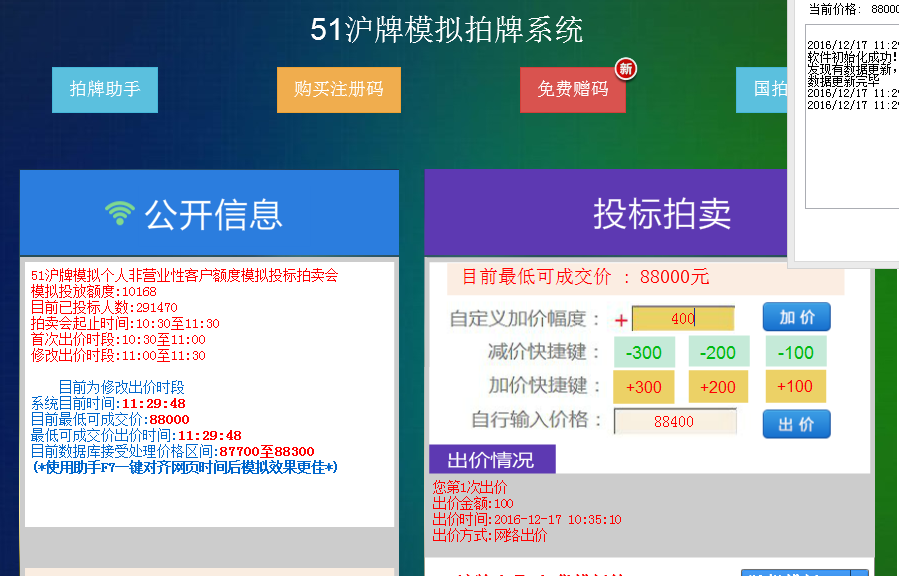 51沪牌模拟拍牌系统
拍牌助手
购买注册码
免费赠码
新
国拍
当前价格: 8800
2016/12/17 11:2
软件初始化成功!
发现有数据更新,
数据更新完毕
2016/12/17 11:2
2016/12/17 11:2
公开信息
51沪牌模拟个人非营业性客户额度模拟投标拍卖会
模拟投放额度:10168
目前已投标人数:291470
拍卖会起止时间:10:30至11:30
首次出价时段:10:30至11:00
修改出价时段:11:00至11:30
目前为修改出价时段
系统目前时间:11:29:48
目前最低可成交价:88000
最低可成交价出价时间:11:29:48
目前数据库接受处理价格区间:87700至88300
(*使用助手F7一键对齐网页时间后模拟效果更佳*)
投标拍卖
目前最低可成交价 : 88000元
自定义加价幅度: + 400 加 价
减价快捷键: -300 -200 -100
加价快捷键: +300 +200 +100
自行输入价格: 88400 出 价
出价情况
您第1次出价
出价金额:100
出价时间:2016-12-17 10:35:10
出价方式:网络出价